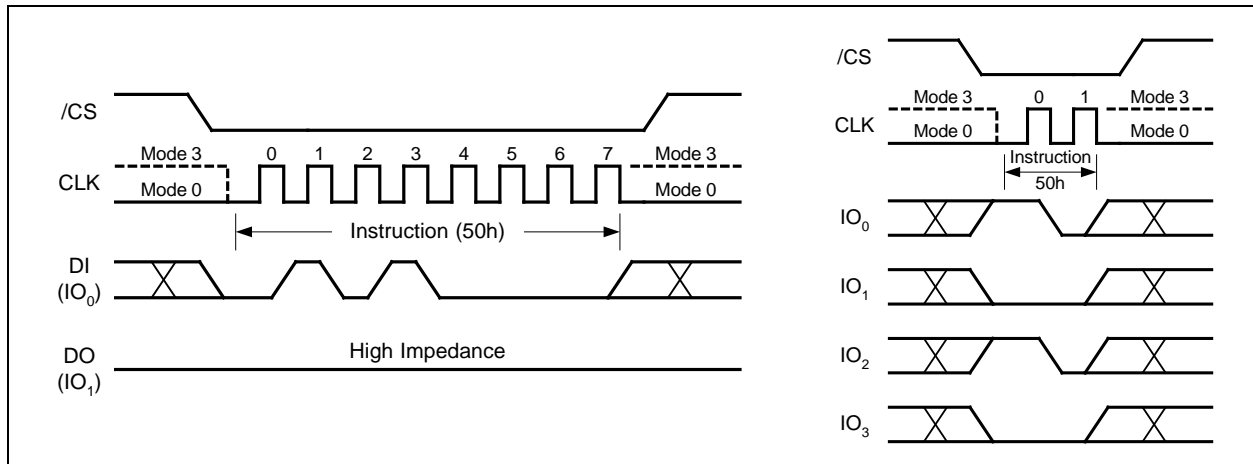 /CS
Mode 3 0 1 2 3 4 5 6 7 Mode 3
CLK
Mode 0 Mode 0
Instruction (50h)
DI
(IO0)
High Impedance
DO
(IO1)
/CS
Mode 3 0 1 Mode 3
CLK
Mode 0 Mode 0
Instruction
50h
IO0
IO1
IO2
IO3